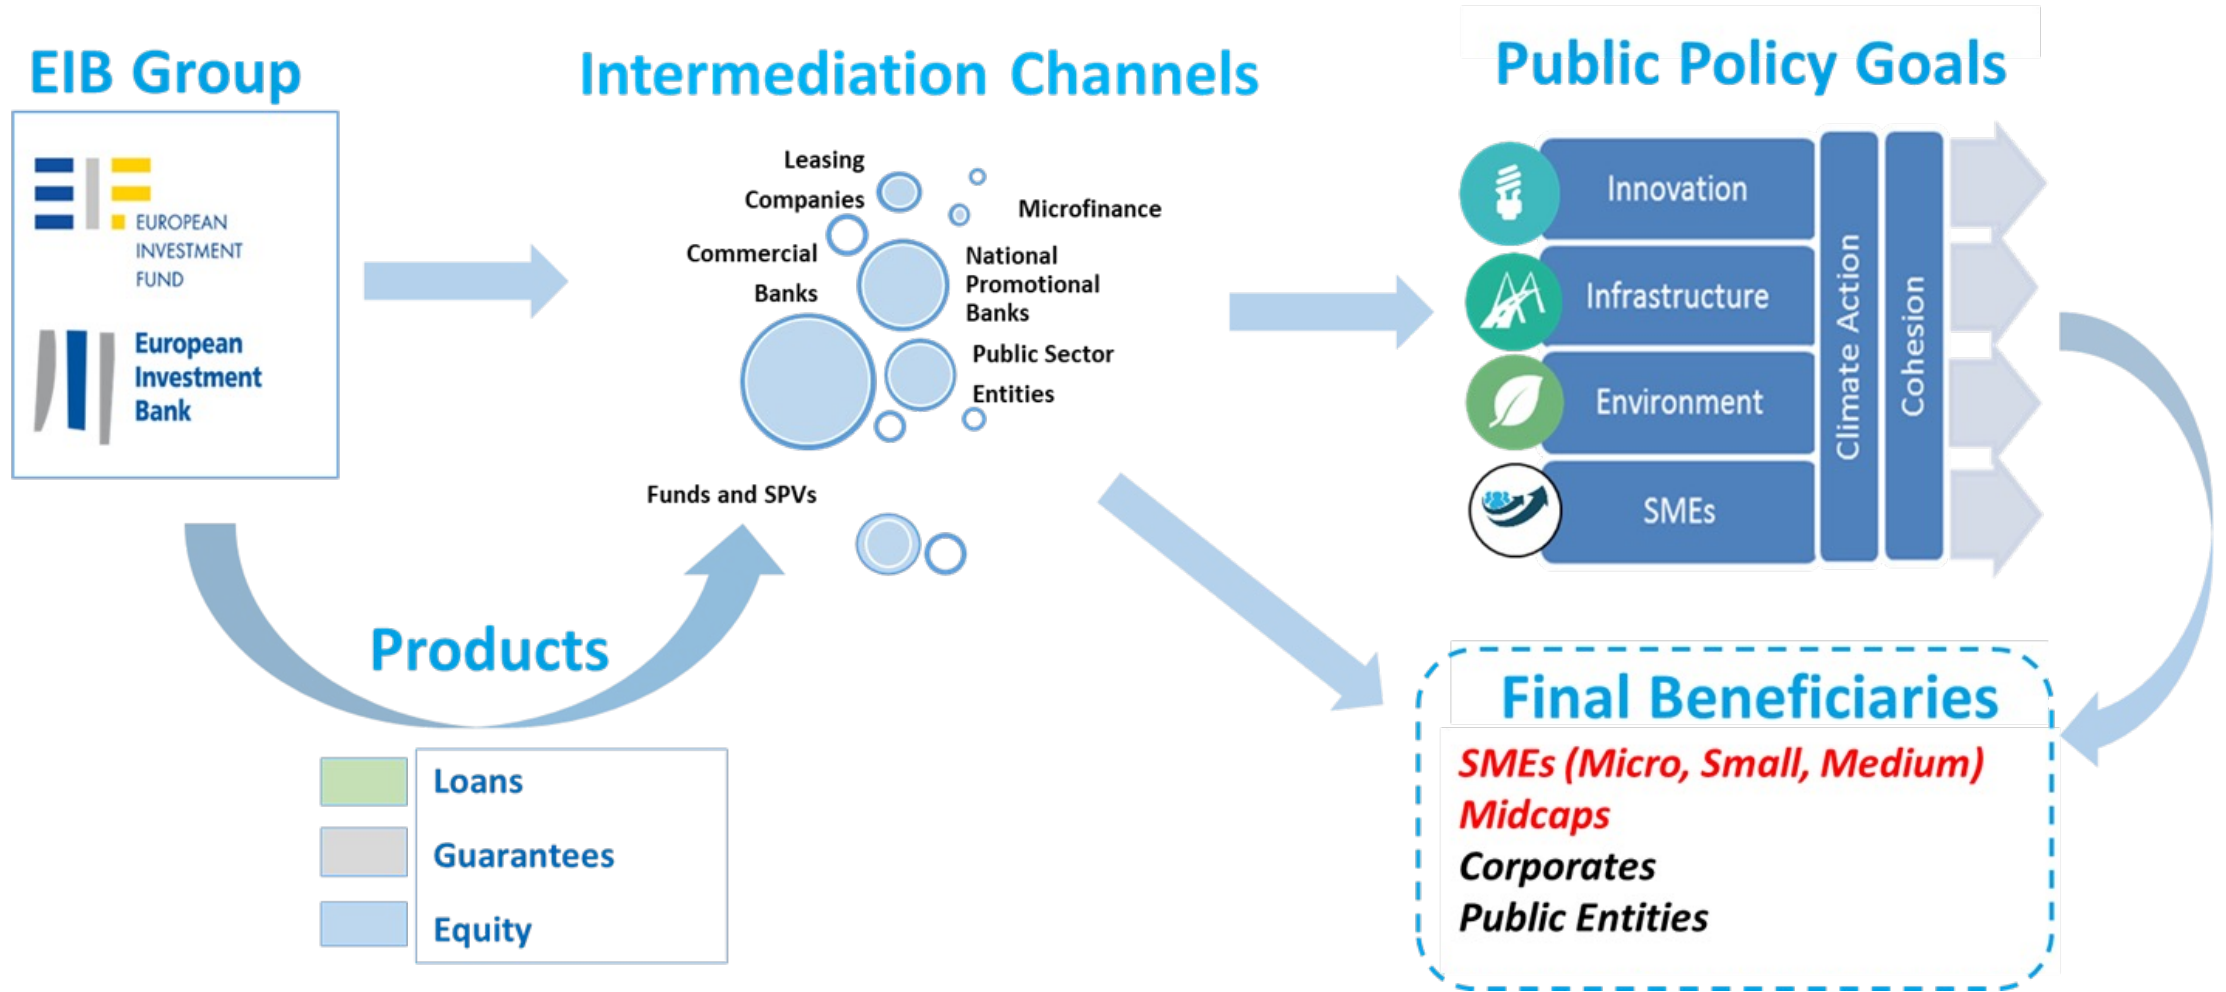 EIB Group
EUROPEAN
INVESTMENT
FUND
European
Investment
Bank
Intermediation Channels
Leasing
Companies
Microfinance
Commercial
Banks
National
Promotional
Banks
Public Sector
Entities
Funds and SPVs
Products
Loans
Guarantees
Equity
Public Policy Goals
Innovation
Infrastructure
Environment
SMEs
Climate Action
Cohesion
Final Beneficiaries
SMEs (Micro, Small, Medium)
Midcaps
Corporates
Public Entities